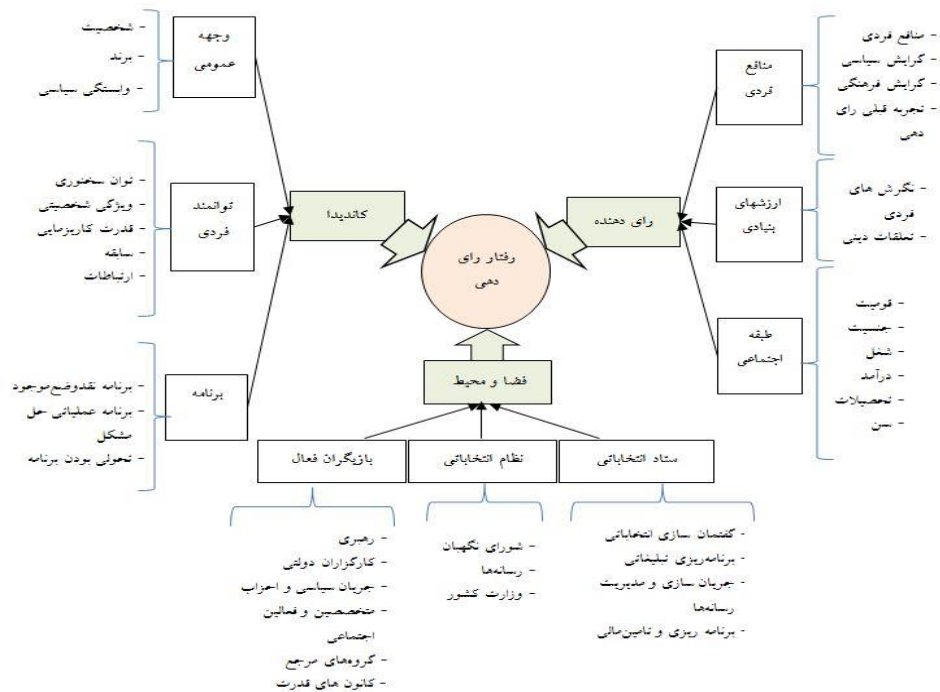 منافع
فردی
- منافع فردی
- گرایش سیاسی
- گرایش فرهنگی
- تجربه قبلی رای
دهی
ارزشهای
بنیادی
- نگرش های
فردی
- تعلقات دینی
طبقه
اجتماعی
- قومیت
- جنسیت
- شغل
- درآمد
- تحصیلات
- سن
رای دهنده
رفتار رای
دهی
کاندیدا
وجهه
عمومی
- شخصیت
- برند
- وابستگی سیاسی
توانمند
فردی
- توان سخنوری
- ویژگی شخصیتی
- قدرت کاریزمایی
- سابقه
- ارتباطات
برنامه
- برنامه نقدوضع‌موجود
- برنامه عملیاتی حل
مشکل
- تحولی بودن برنامه
فضا و محیط
ستاد انتخاباتی
نظام انتخاباتی
بازیگران فعال
- گفتمان سازی انتخاباتی
- برنامه‌ریزی تبلیغاتی
- جریان سازی و مدیریت
رسانه‌ها
- برنامه ریزی و تامین‌مالی
- شورای نگهبان
- رسانه‌ها
- وزارت کشور
- رهبری
- کارگزاران دولتی
- جریان سیاسی و احزاب
- متخصصین و فعالین
اجتماعی
- گروه‌های مرجع
- کانون های قدرت